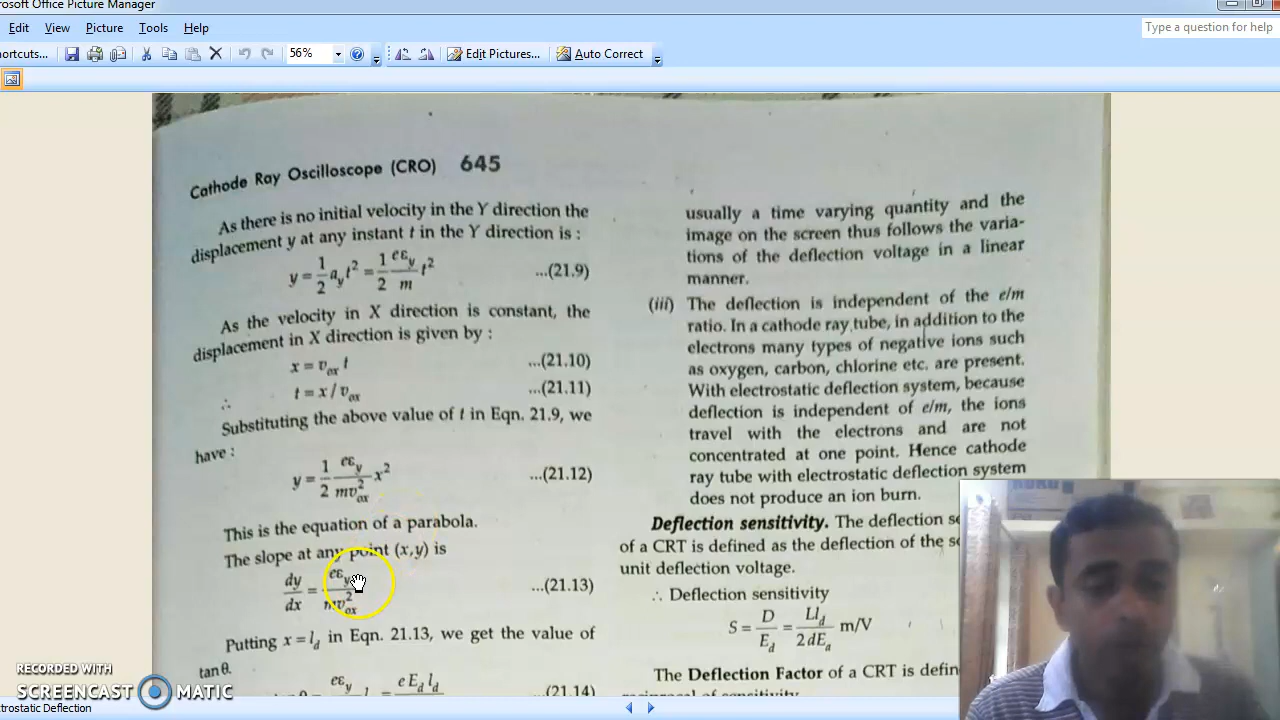 rosoft Office Picture Manager
Edit View Picture Tools Help
Type a question for help
ortcuts... 56% Edit Pictures... Auto Correct
Cathode Ray Oscilloscope (CRO) 645
As there is no initial velocity in the Y direction the
displacement y at any instant t in the Y direction is :
y = 1/2 a_y t² = 1/2 eε_y/m t² ...(21.9)
As the velocity in X direction is constant, the
displacement in X direction is given by :
x = v_ox t ...(21.10)
∴ t = x / v_ox ...(21.11)
Substituting the above value of t in Eqn. 21.9, we
have :
y = 1/2 eε_y/mv²_ox x² ...(21.12)
This is the equation of a parabola.
The slope at any point (x,y) is
dy/dx = eε_y/mv²_ox ...(21.13)
Putting x = l_d in Eqn. 21.13, we get the value of
tan θ.
eε_y l = e E_d l_d ...(21.14)
usually a time varying quantity and the
image on the screen thus follows the varia-
tions of the deflection voltage in a linear
manner.
(iii) The deflection is independent of the e/m
ratio. In a cathode ray tube, in addition to the
electrons many types of negative ions such
as oxygen, carbon, chlorine etc. are present.
With electrostatic deflection system, because
deflection is independent of e/m, the ions
travel with the electrons and are not
concentrated at one point. Hence cathode
ray tube with electrostatic deflection system
does not produce an ion burn.
Deflection sensitivity. The deflection se
of a CRT is defined as the deflection of the s
unit deflection voltage.
∴ Deflection sensitivity
S = D/E_d = Ll_d/2dE_a m/V
The Deflection Factor of a CRT is defin
reciprocal of sensitivity
RECORDED WITH
SCREENCAST MATIC
trostatic Deflection